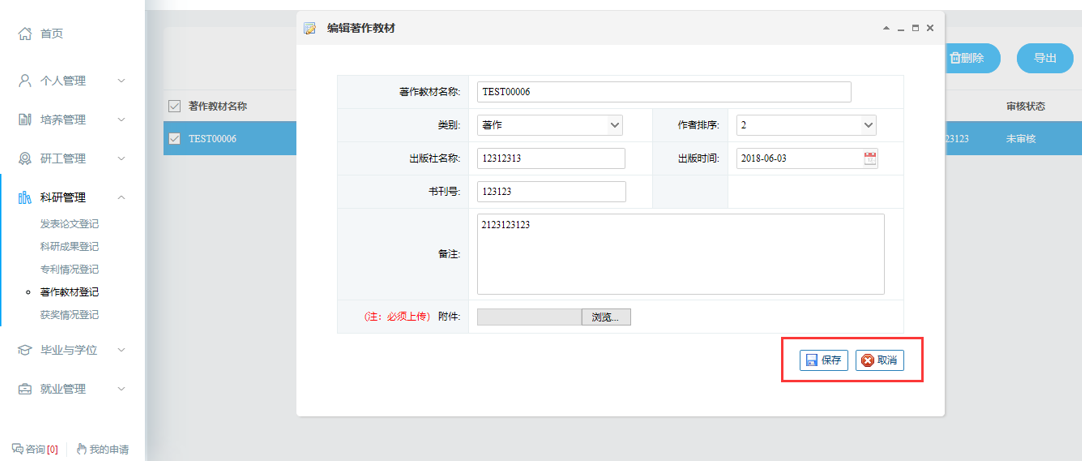 首页
个人管理
培养管理
研工管理
科研管理
发表论文登记
科研成果登记
专利情况登记
著作教材登记
获奖情况登记
毕业与学位
就业管理
咨询[0] 我的申请
删除 导出
著作教材名称 审核状态
TEST00006 23123 未审核
编辑著作教材
著作教材名称: TEST00006
类别: 著作 作者排序: 2
出版社名称: 12312313 出版时间: 2018-06-03
书刊号: 123123
备注: 2123123123
（注：必须上传） 附件: 浏览...
保存 取消